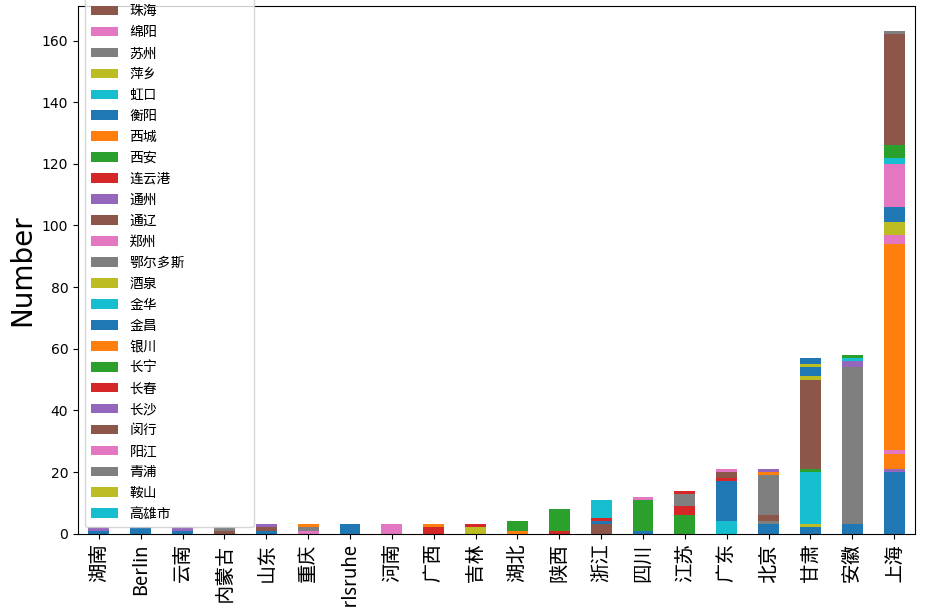 珠海
绵阳
苏州
萍乡
虹口
衡阳
西城
西安
连云港
通州
通辽
郑州
鄂尔多斯
酒泉
金华
金昌
银川
长宁
长春
长沙
闵行
阳江
青浦
鞍山
高雄市
Number
160
140
120
100
80
60
40
20
0
湖南
Berlin
云南
内蒙古
山东
重庆
rlsruhe
河南
广西
吉林
湖北
陕西
浙江
四川
江苏
广东
北京
甘肃
安徽
上海